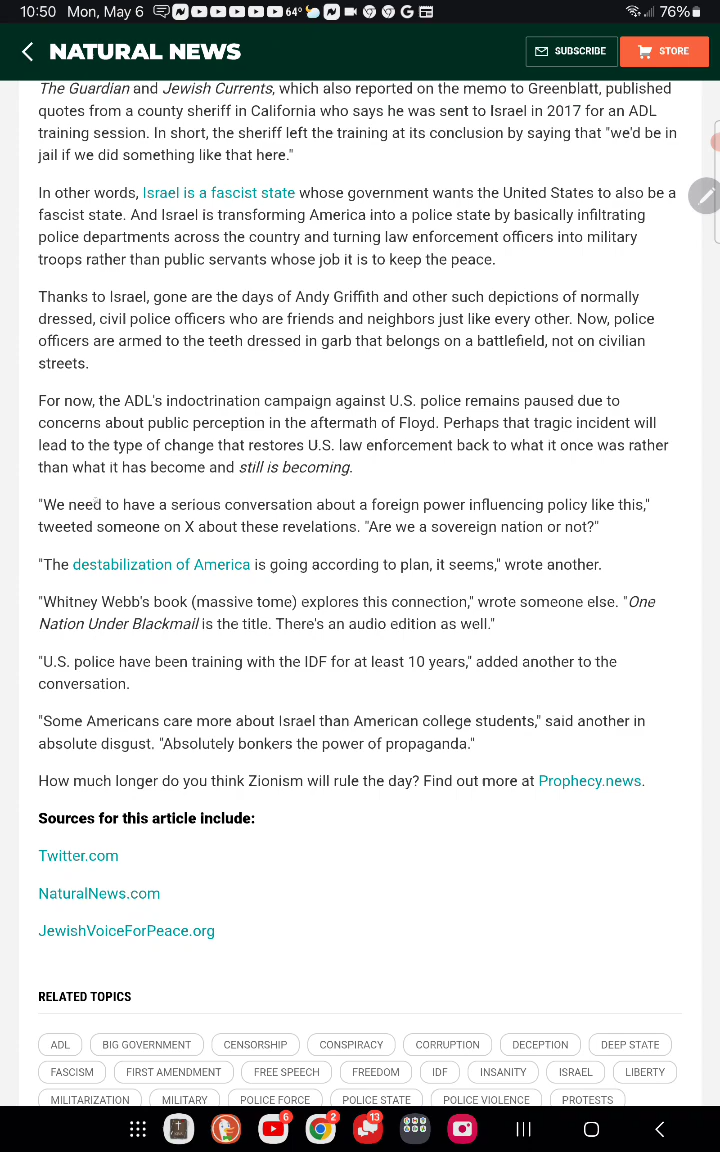 10:50 Mon, May 6 64° 76%
NATURAL NEWS SUBSCRIBE STORE
The Guardian and Jewish Currents, which also reported on the memo to Greenblatt, published
quotes from a county sheriff in California who says he was sent to Israel in 2017 for an ADL
training session. In short, the sheriff left the training at its conclusion by saying that "we'd be in
jail if we did something like that here."
In other words, Israel is a fascist state whose government wants the United States to also be a
fascist state. And Israel is transforming America into a police state by basically infiltrating
police departments across the country and turning law enforcement officers into military
troops rather than public servants whose job it is to keep the peace.
Thanks to Israel, gone are the days of Andy Griffith and other such depictions of normally
dressed, civil police officers who are friends and neighbors just like every other. Now, police
officers are armed to the teeth dressed in garb that belongs on a battlefield, not on civilian
streets.
For now, the ADL's indoctrination campaign against U.S. police remains paused due to
concerns about public perception in the aftermath of Floyd. Perhaps that tragic incident will
lead to the type of change that restores U.S. law enforcement back to what it once was rather
than what it has become and still is becoming.
"We need to have a serious conversation about a foreign power influencing policy like this,"
tweeted someone on X about these revelations. "Are we a sovereign nation or not?"
"The destabilization of America is going according to plan, it seems," wrote another.
"Whitney Webb's book (massive tome) explores this connection," wrote someone else. "One
Nation Under Blackmail is the title. There's an audio edition as well."
"U.S. police have been training with the IDF for at least 10 years," added another to the
conversation.
"Some Americans care more about Israel than American college students," said another in
absolute disgust. "Absolutely bonkers the power of propaganda."
How much longer do you think Zionism will rule the day? Find out more at Prophecy.news.
Sources for this article include:
Twitter.com
NaturalNews.com
JewishVoiceForPeace.org
RELATED TOPICS
ADL BIG GOVERNMENT CENSORSHIP CONSPIRACY CORRUPTION DECEPTION DEEP STATE
FASCISM FIRST AMENDMENT FREE SPEECH FREEDOM IDF INSANITY ISRAEL LIBERTY
MILITARIZATION MILITARY POLICE FORCE POLICE STATE POLICE VIOLENCE PROTESTS
6 2 13